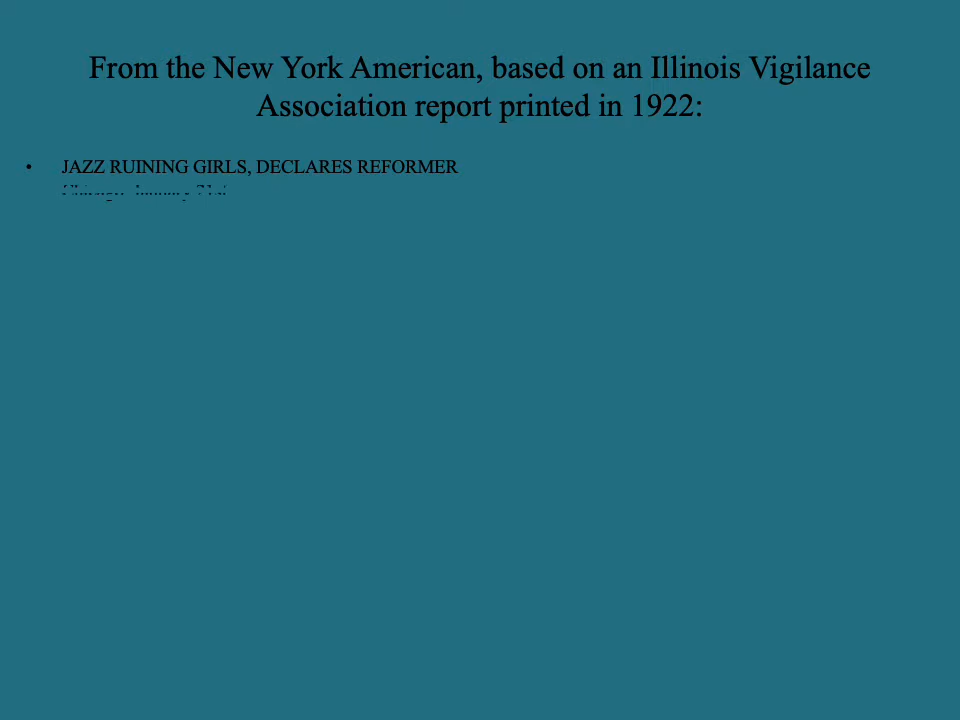 From the New York American, based on an Illinois Vigilance
Association report printed in 1922:
• JAZZ RUINING GIRLS, DECLARES REFORMER